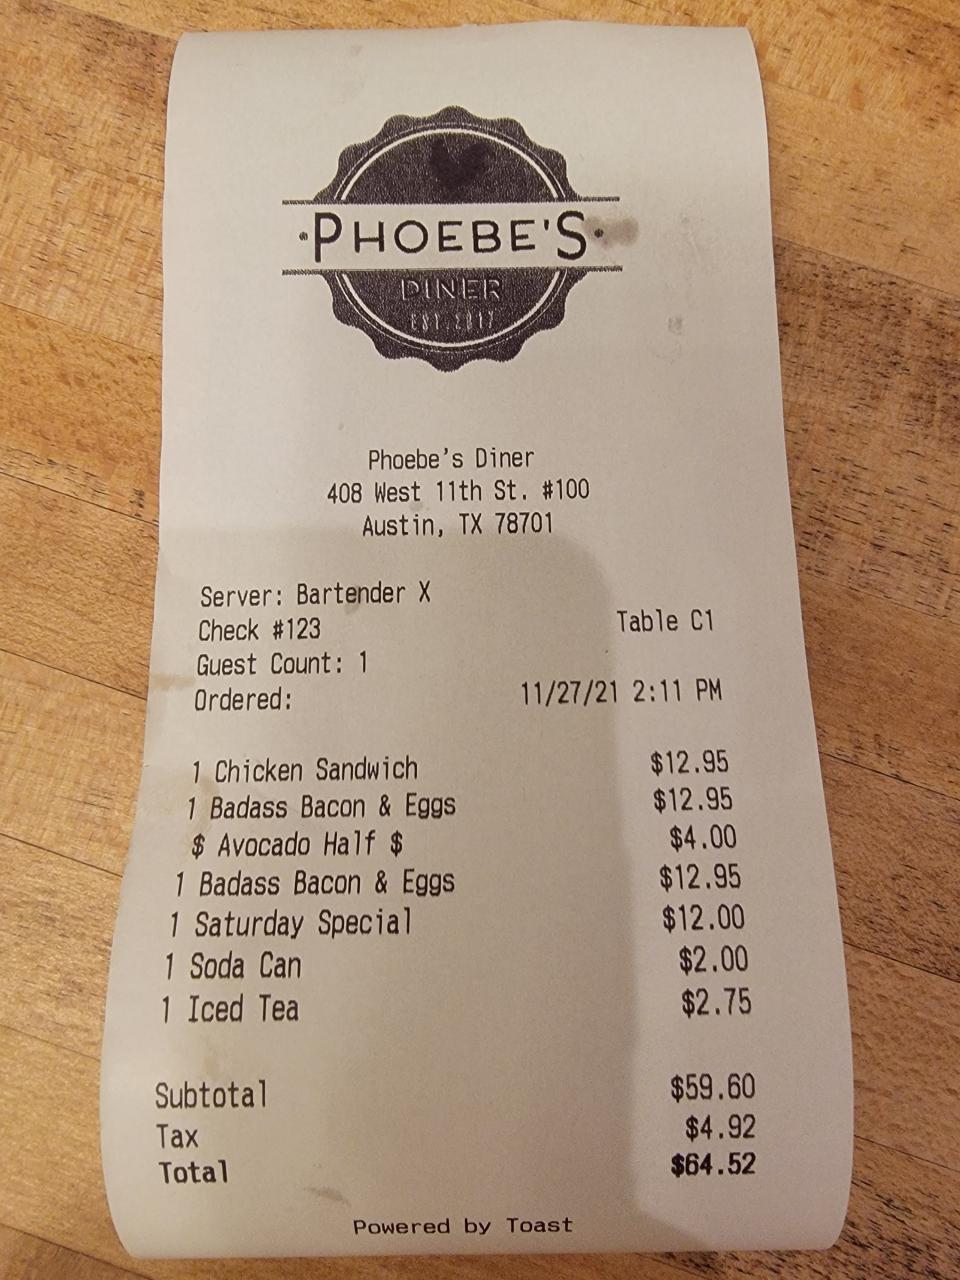 PHOEBE'S
DINER
EST. 2017
Phoebe's Diner
408 West 11th St. #100
Austin, TX 78701
Server: Bartender X
Check #123 Table C1
Guest Count: 1
Ordered: 11/27/21 2:11 PM
1 Chicken Sandwich $12.95
1 Badass Bacon & Eggs $12.95
$ Avocado Half $ $4.00
1 Badass Bacon & Eggs $12.95
1 Saturday Special $12.00
1 Soda Can $2.00
1 Iced Tea $2.75
Subtotal $59.60
Tax $4.92
Total $64.52
Powered by Toast